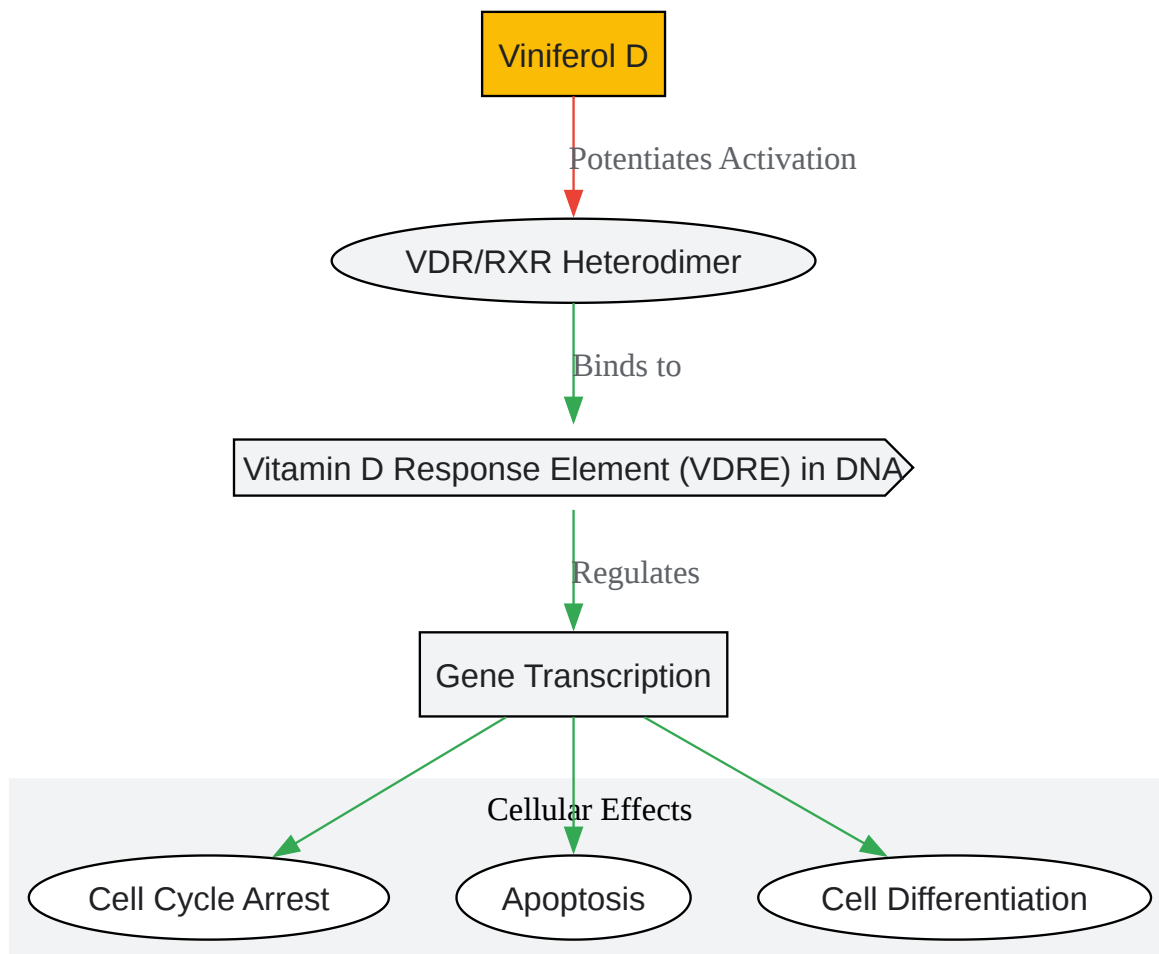 Viniferol D
Potentiates Activation
VDR/RXR Heterodimer
Binds to
Vitamin D Response Element (VDRE) in DNA
Regulates
Gene Transcription
Cellular Effects
Cell Cycle Arrest
Apoptosis
Cell Differentiation